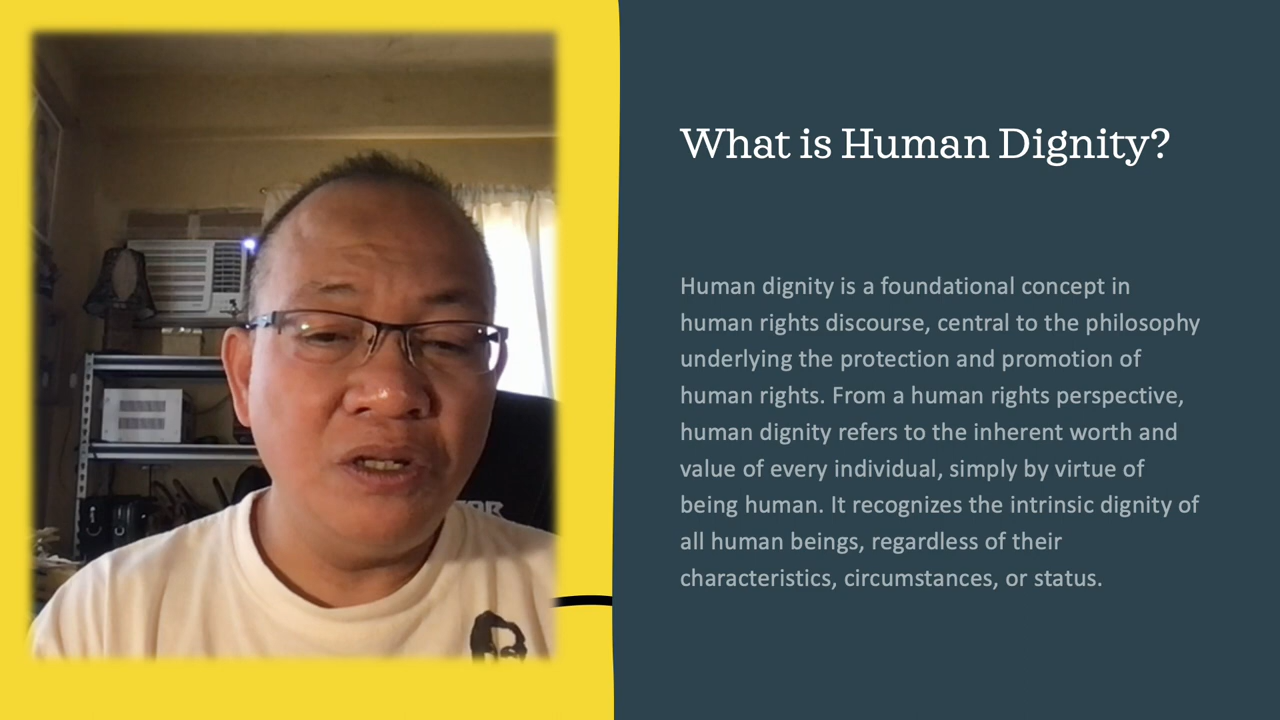 What is Human Dignity?
Human dignity is a foundational concept in
human rights discourse, central to the philosophy
underlying the protection and promotion of
human rights. From a human rights perspective,
human dignity refers to the inherent worth and
value of every individual, simply by virtue of
being human. It recognizes the intrinsic dignity of
all human beings, regardless of their
characteristics, circumstances, or status.